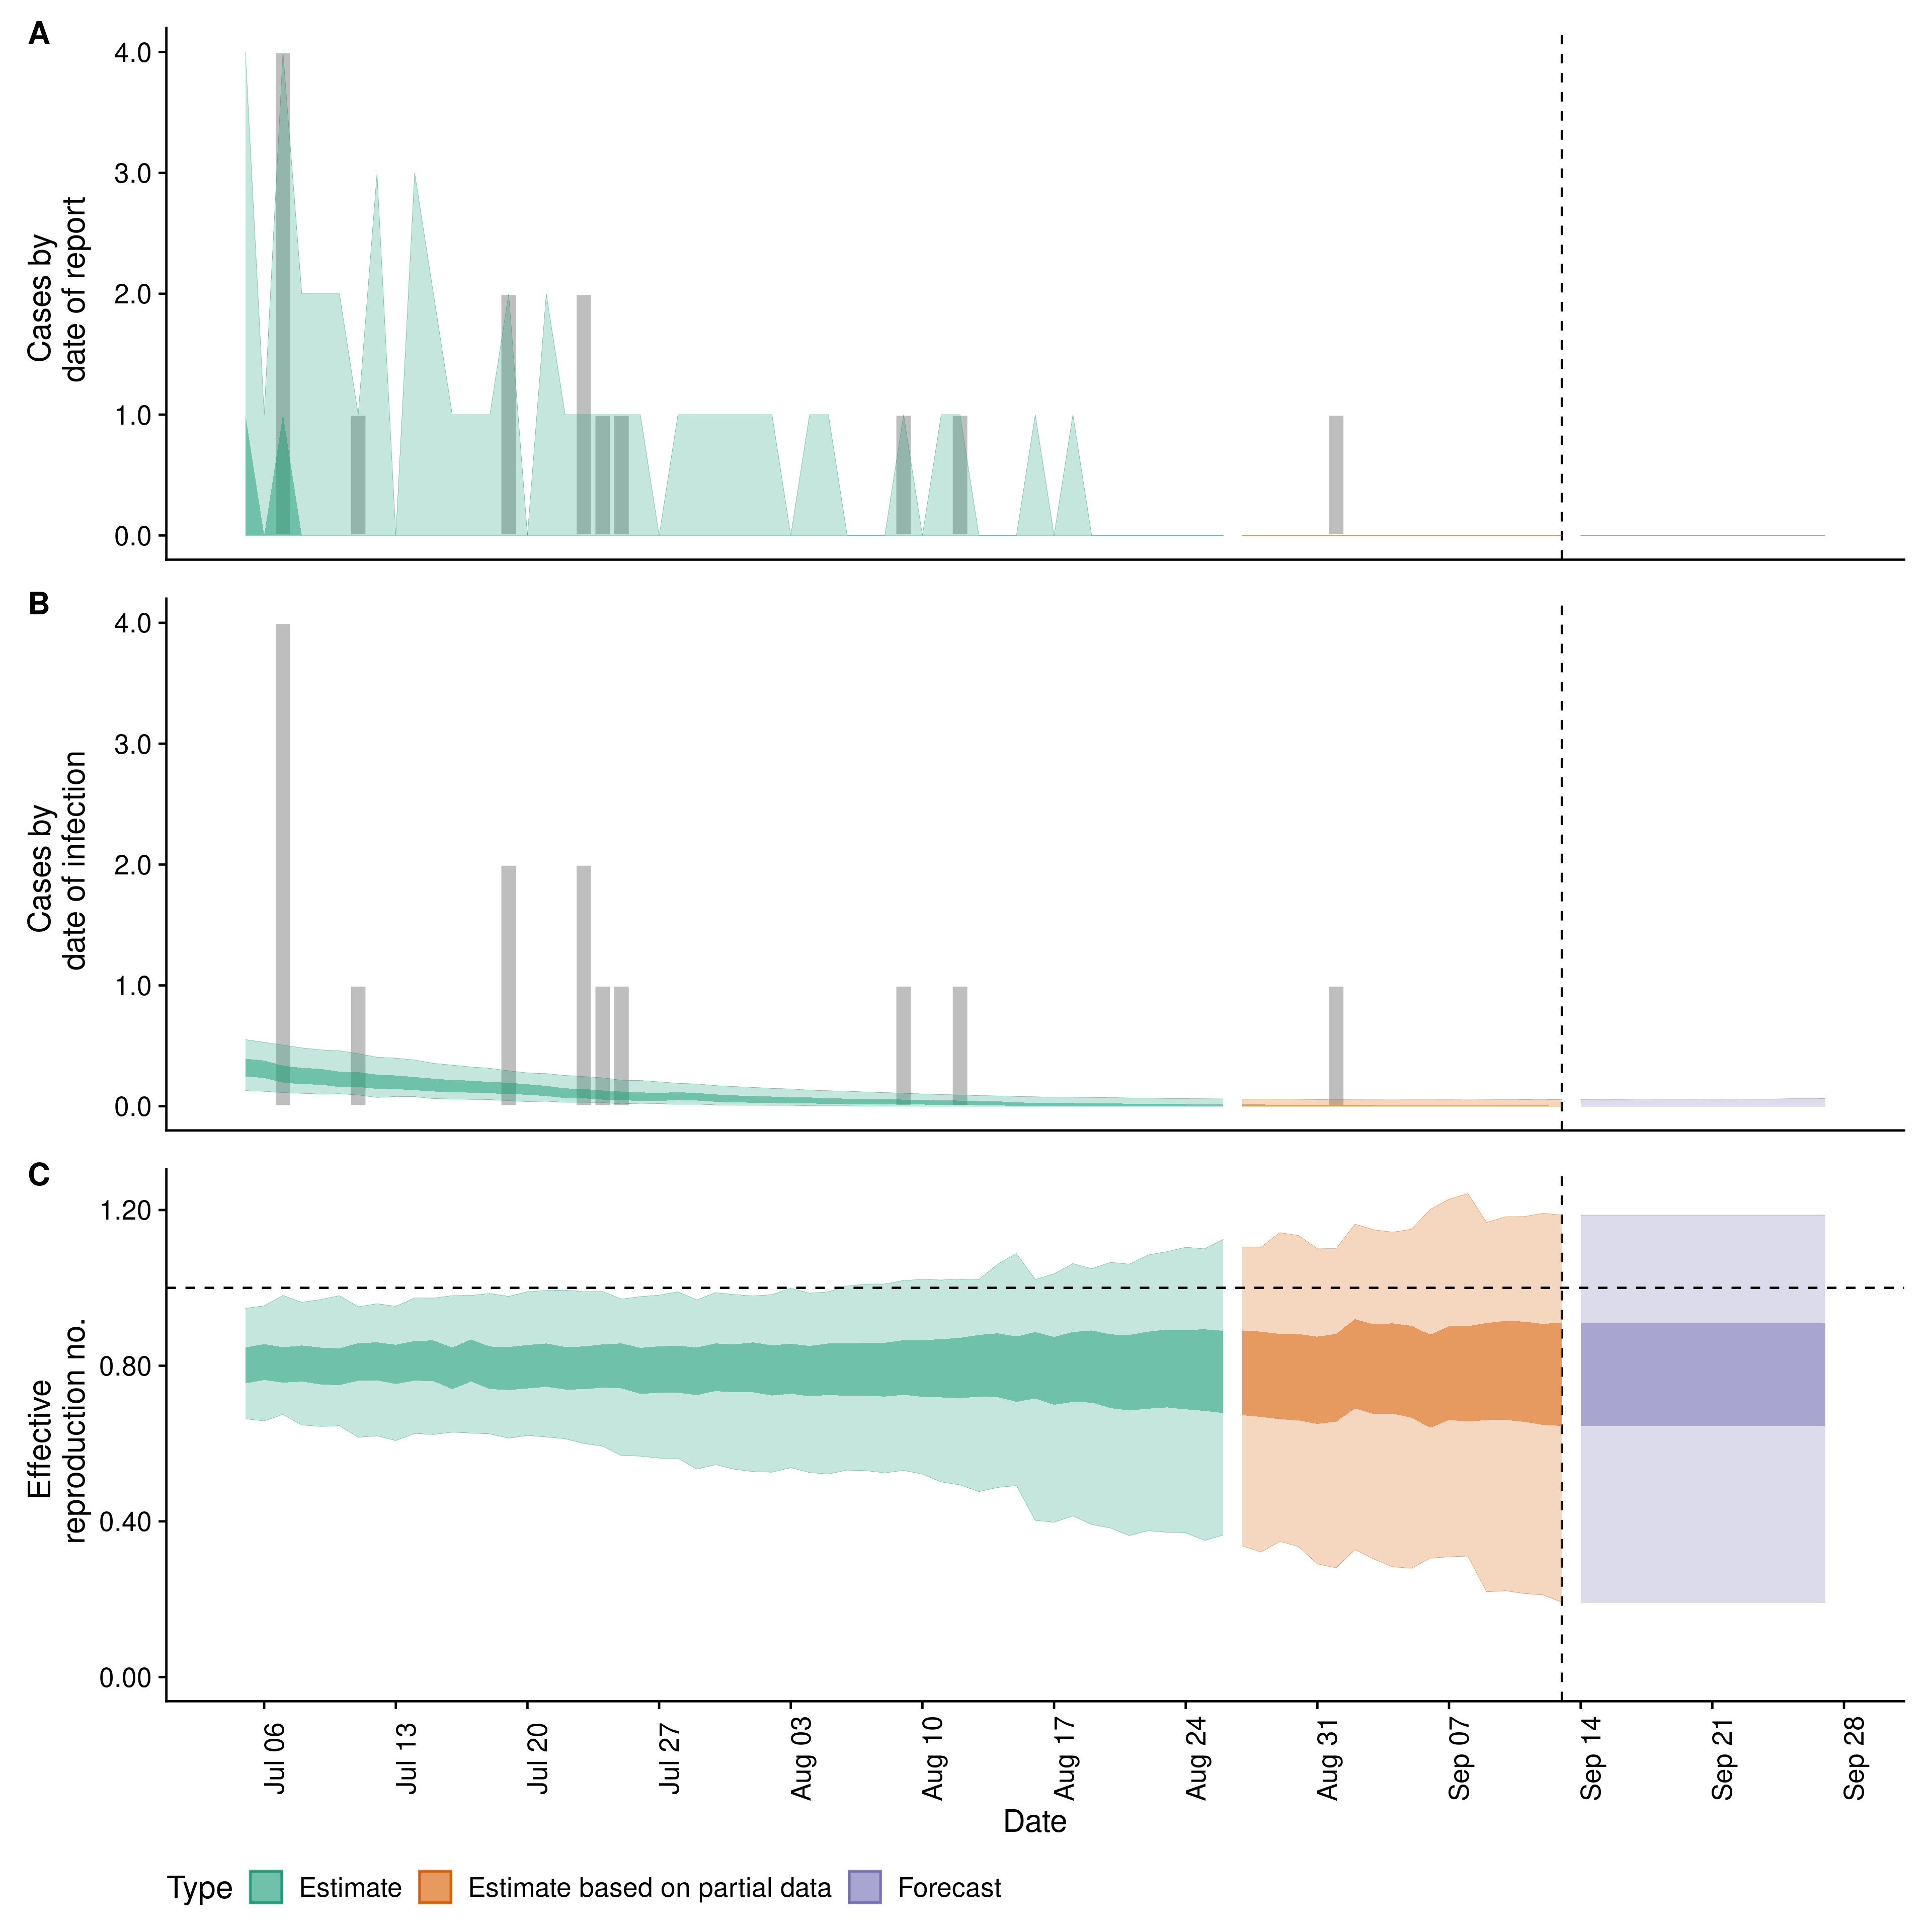 A
4.0
3.0
2.0
1.0
0.0
Cases by
date of report
B
4.0
3.0
2.0
1.0
0.0
Cases by
date of infection
C
1.20
0.80
0.40
0.00
Effective
reproduction no.
Jul 06
Jul 13
Jul 20
Jul 27
Aug 03
Aug 10
Aug 17
Aug 24
Aug 31
Sep 07
Sep 14
Sep 21
Sep 28
Date
Type Estimate Estimate based on partial data Forecast